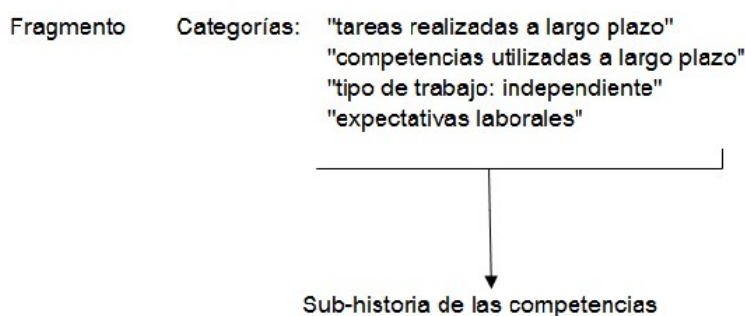 Fragmento Categorías: "tareas realizadas a largo plazo"
"competencias utilizadas a largo plazo"
"tipo de trabajo: independiente"
"expectativas laborales"
Sub-historia de las competencias